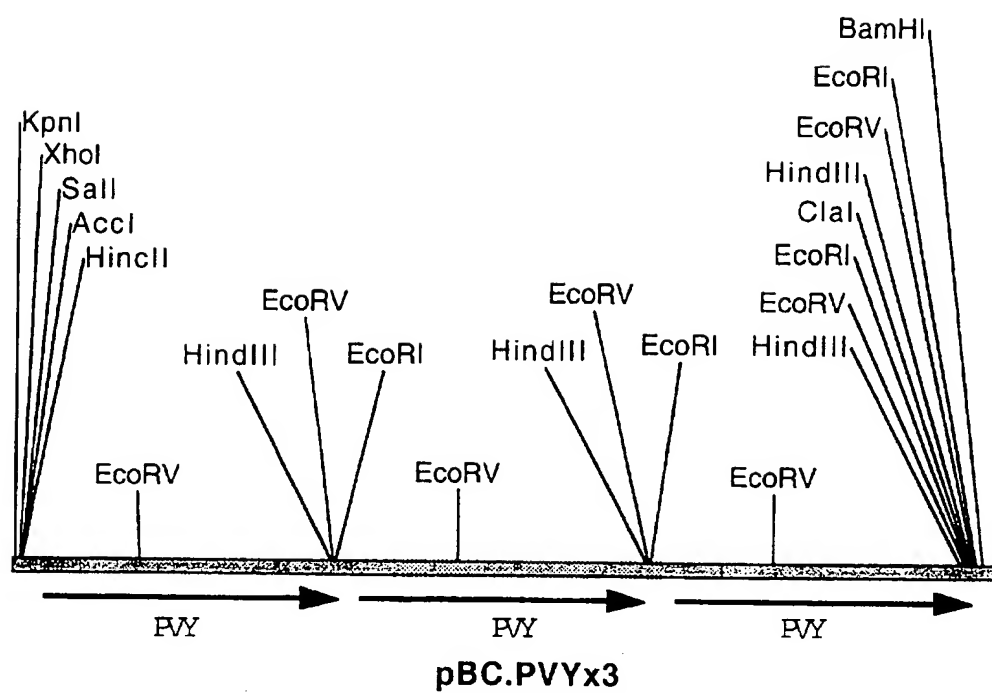 BamHI
EcoRI
KpnI
EcoRV
XhoI
HindIII
SalI
ClaI
AccI
EcoRI
HincII
EcoRV
EcoRV
EcoRV
HindIII
EcoRI
HindIII
EcoRI
HindIII
EcoRV
EcoRV
EcoRV
PVY
PVY
PVY
pBC.PVYx3